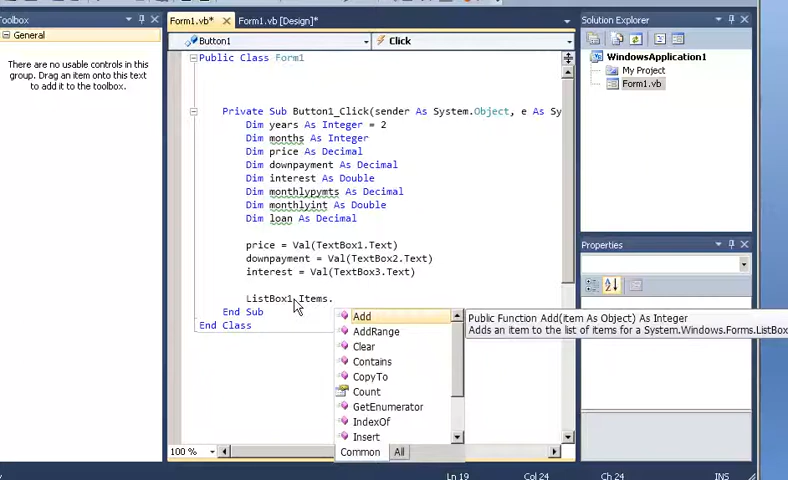 Toolbox
General
There are no usable controls in this
group. Drag an item onto this text
to add it to the toolbox.
Form1.vb*
Form1.vb [Design]*
Button1
Click
Public Class Form1
Private Sub Button1_Click(sender As System.Object, e As Sy
Dim years As Integer = 2
Dim months As Integer
Dim price As Decimal
Dim downpayment As Decimal
Dim interest As Double
Dim monthlypymts As Decimal
Dim monthlyint As Double
Dim loan As Decimal
price = Val(TextBox1.Text)
downpayment = Val(TextBox2.Text)
interest = Val(TextBox3.Text)
ListBox1.Items.
End Sub
End Class
Add
AddRange
Clear
Contains
CopyTo
Count
GetEnumerator
IndexOf
Insert
Common
All
Public Function Add(item As Object) As Integer
Adds an item to the list of items for a System.Windows.Forms.ListBox
100 %
Solution Explorer
WindowsApplication1
My Project
Form1.vb
Properties
Ln 19
Col 24
Ch 24
INS